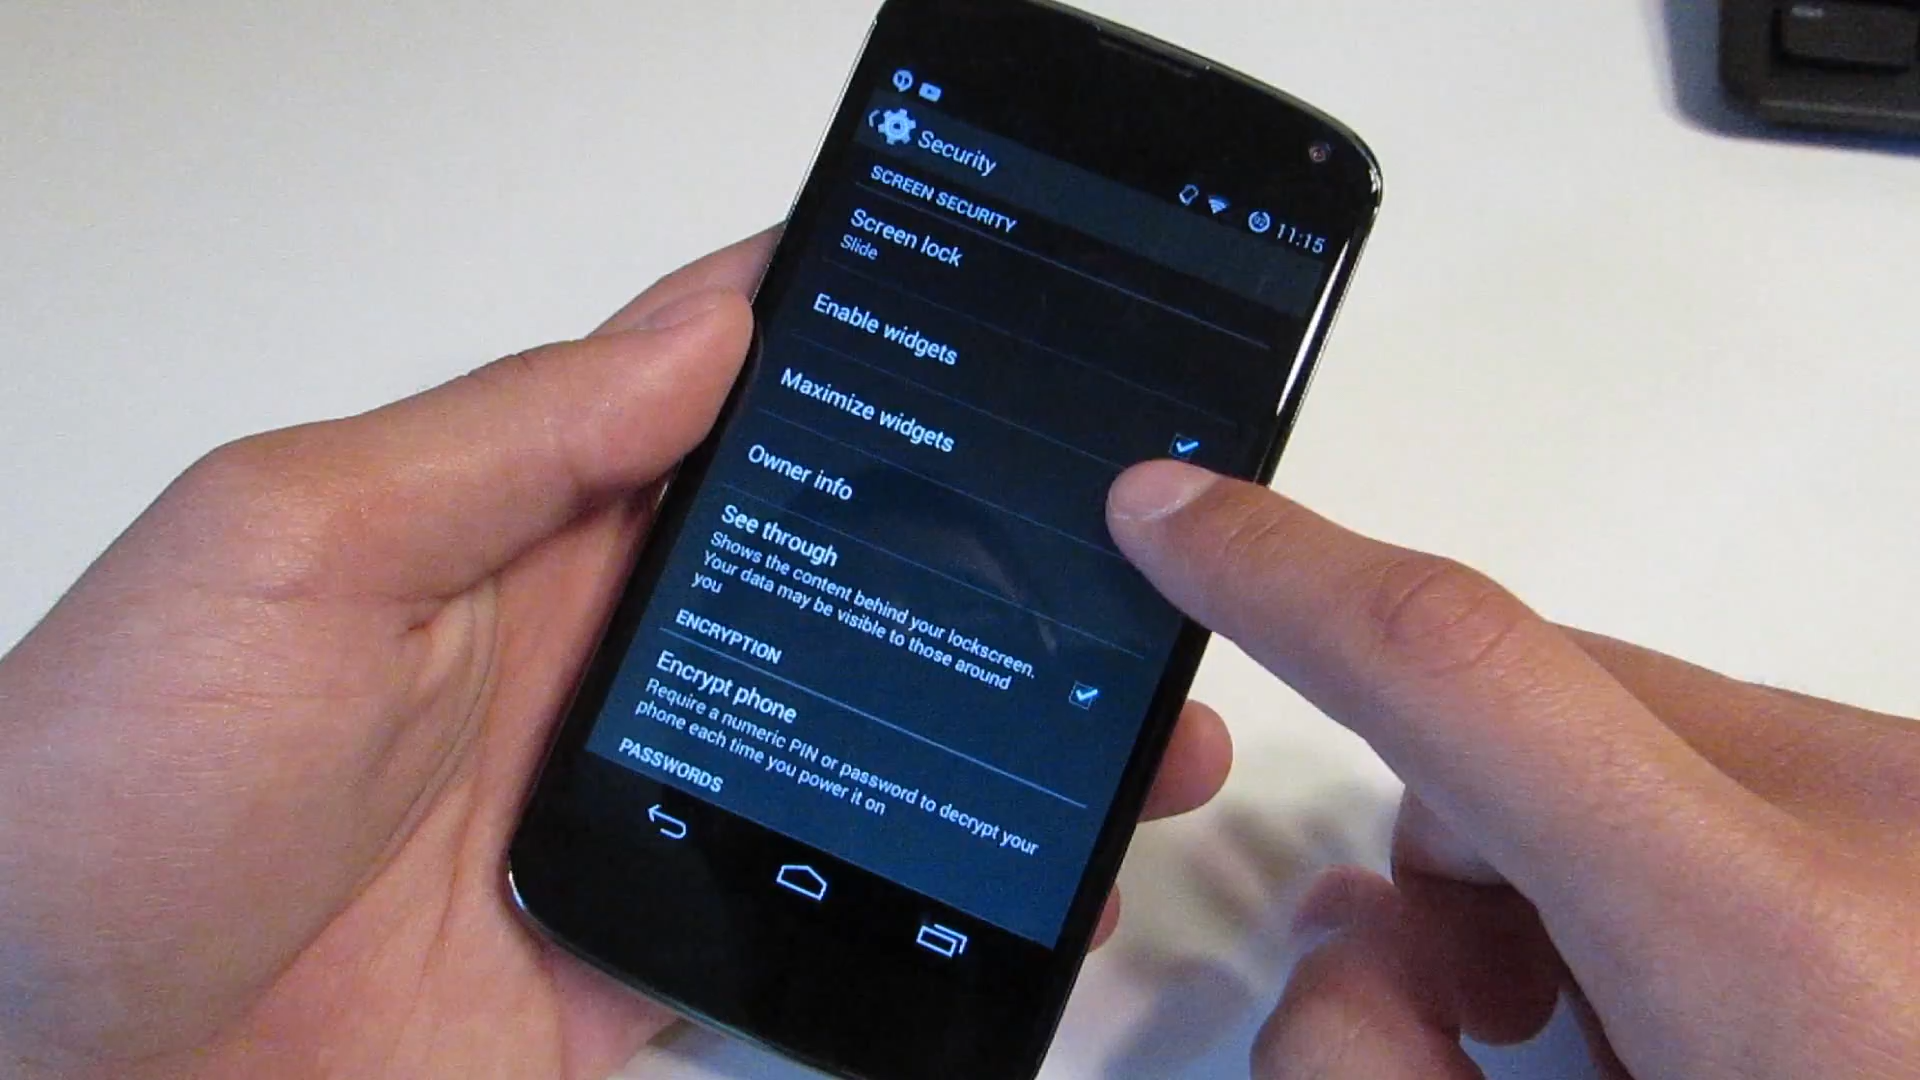 11:15
Security
SCREEN SECURITY
Screen lock
Slide
Enable widgets
Maximize widgets
Owner info
See through
Shows the content behind your lockscreen.
Your data may be visible to those around
you
ENCRYPTION
Encrypt phone
Require a numeric PIN or password to decrypt your
phone each time you power it on
PASSWORDS